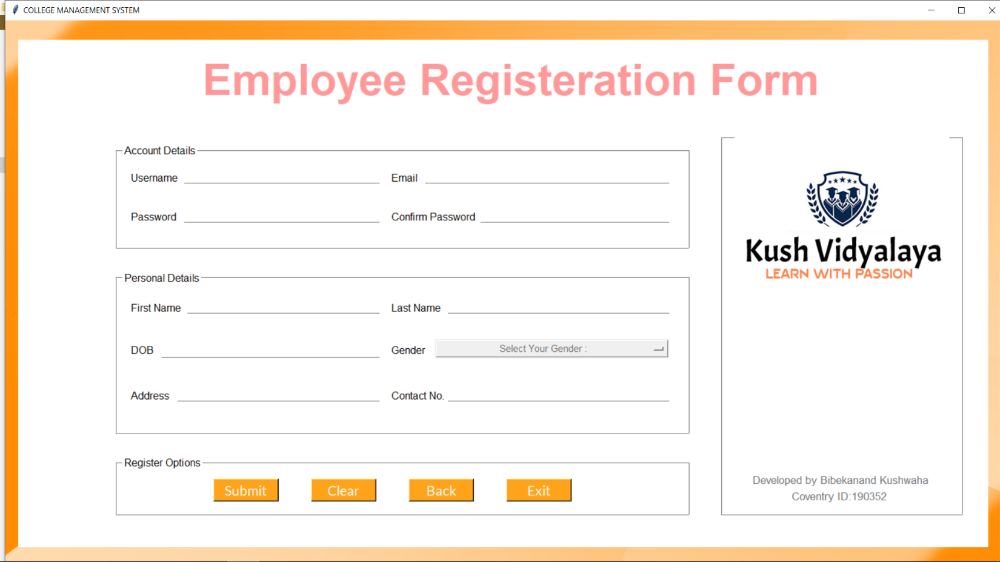 COLLEGE MANAGEMENT SYSTEM
Employee Registeration Form
Account Details
Username
Email
Password
Confirm Password
Personal Details
First Name
Last Name
DOB
Gender
Select Your Gender :
Address
Contact No.
Register Options
Submit
Clear
Back
Exit
Kush Vidyalaya
LEARN WITH PASSION
Developed by Bibekanand Kushwaha
Coventry ID:190352